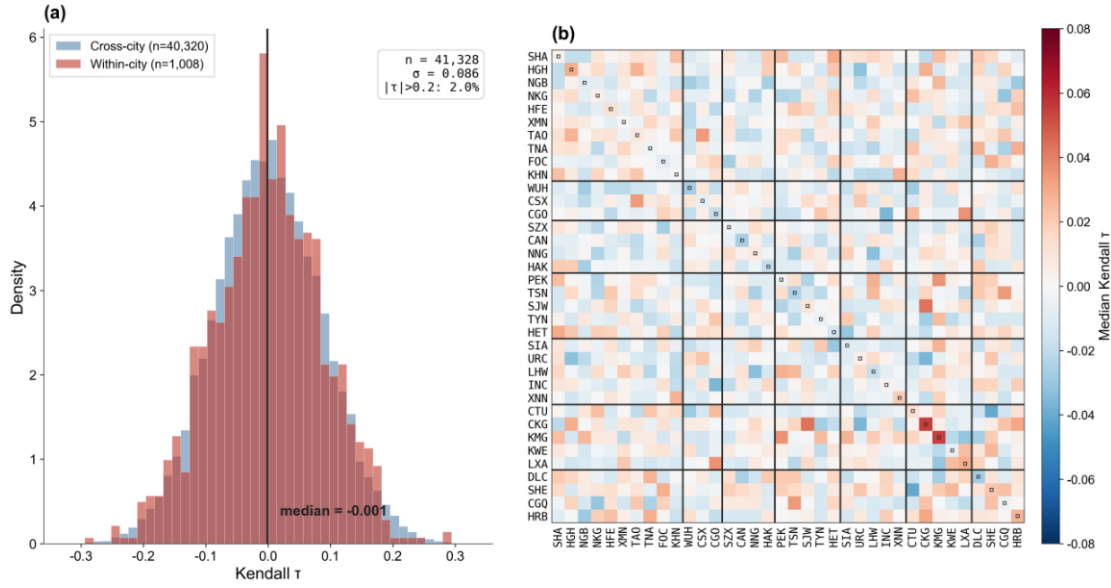 (a)
Cross-city (n=40,320)
Within-city (n=1,008)
n = 41,328
σ = 0.086
|τ|>0.2: 2.0%
6
5
4
3
2
1
0
Density
median = -0.001
-0.3 -0.2 -0.1 0.0 0.1 0.2 0.3
Kendall τ
(b)
SHA
HGH
NGB
NKG
HFE
XMN
TAO
TNA
FOC
KHN
WUH
CSX
CGO
SZX
CAN
NNG
HAK
PEK
TSN
SJW
TYN
HET
SIA
URC
LHW
INC
XNN
CTU
CKG
KMG
KWE
LXA
DLC
SHE
CGQ
HRB
SHA HGH NGB NKG HFE XMN TAO TNA FOC KHN WUH CSX CGO SZX CAN NNG HAK PEK TSN SJW TYN HET SIA URC LHW INC XNN CTU CKG KMG KWE LXA DLC SHE CGQ HRB
0.08
0.06
0.04
0.02
0.00
-0.02
-0.04
-0.06
-0.08
Median Kendall τ